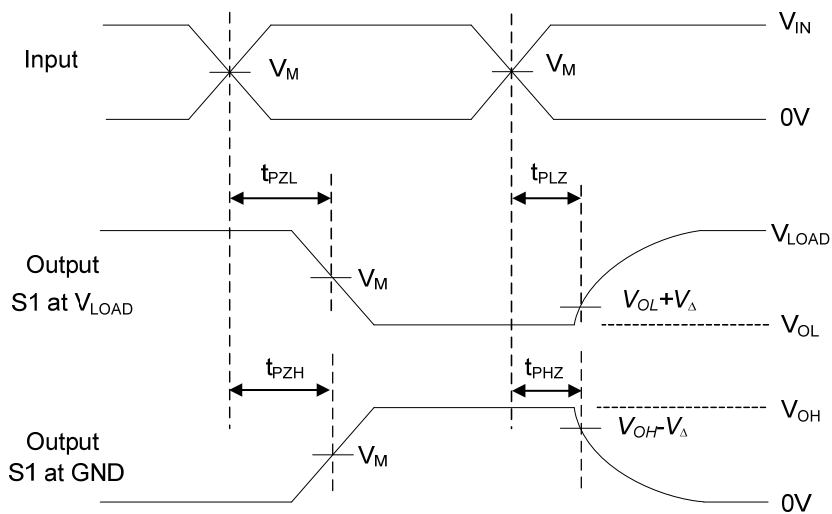 V_IN
Input
V_M
V_M
0V
t_PZL
t_PLZ
V_LOAD
Output
S1 at V_LOAD
V_M
V_OL+V_Δ
V_OL
t_PZH
t_PHZ
V_OH
Output
S1 at GND
V_M
V_OH-V_Δ
0V